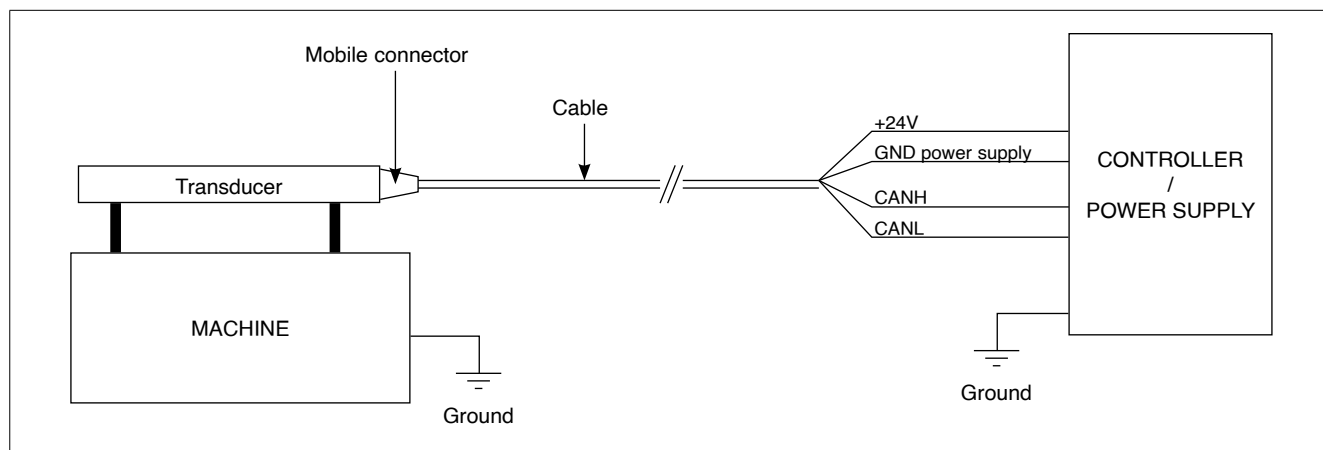 Mobile connector
Cable
+24V
GND power supply
CANH
CANL
CONTROLLER
/
POWER SUPPLY
Transducer
MACHINE
Ground
Ground